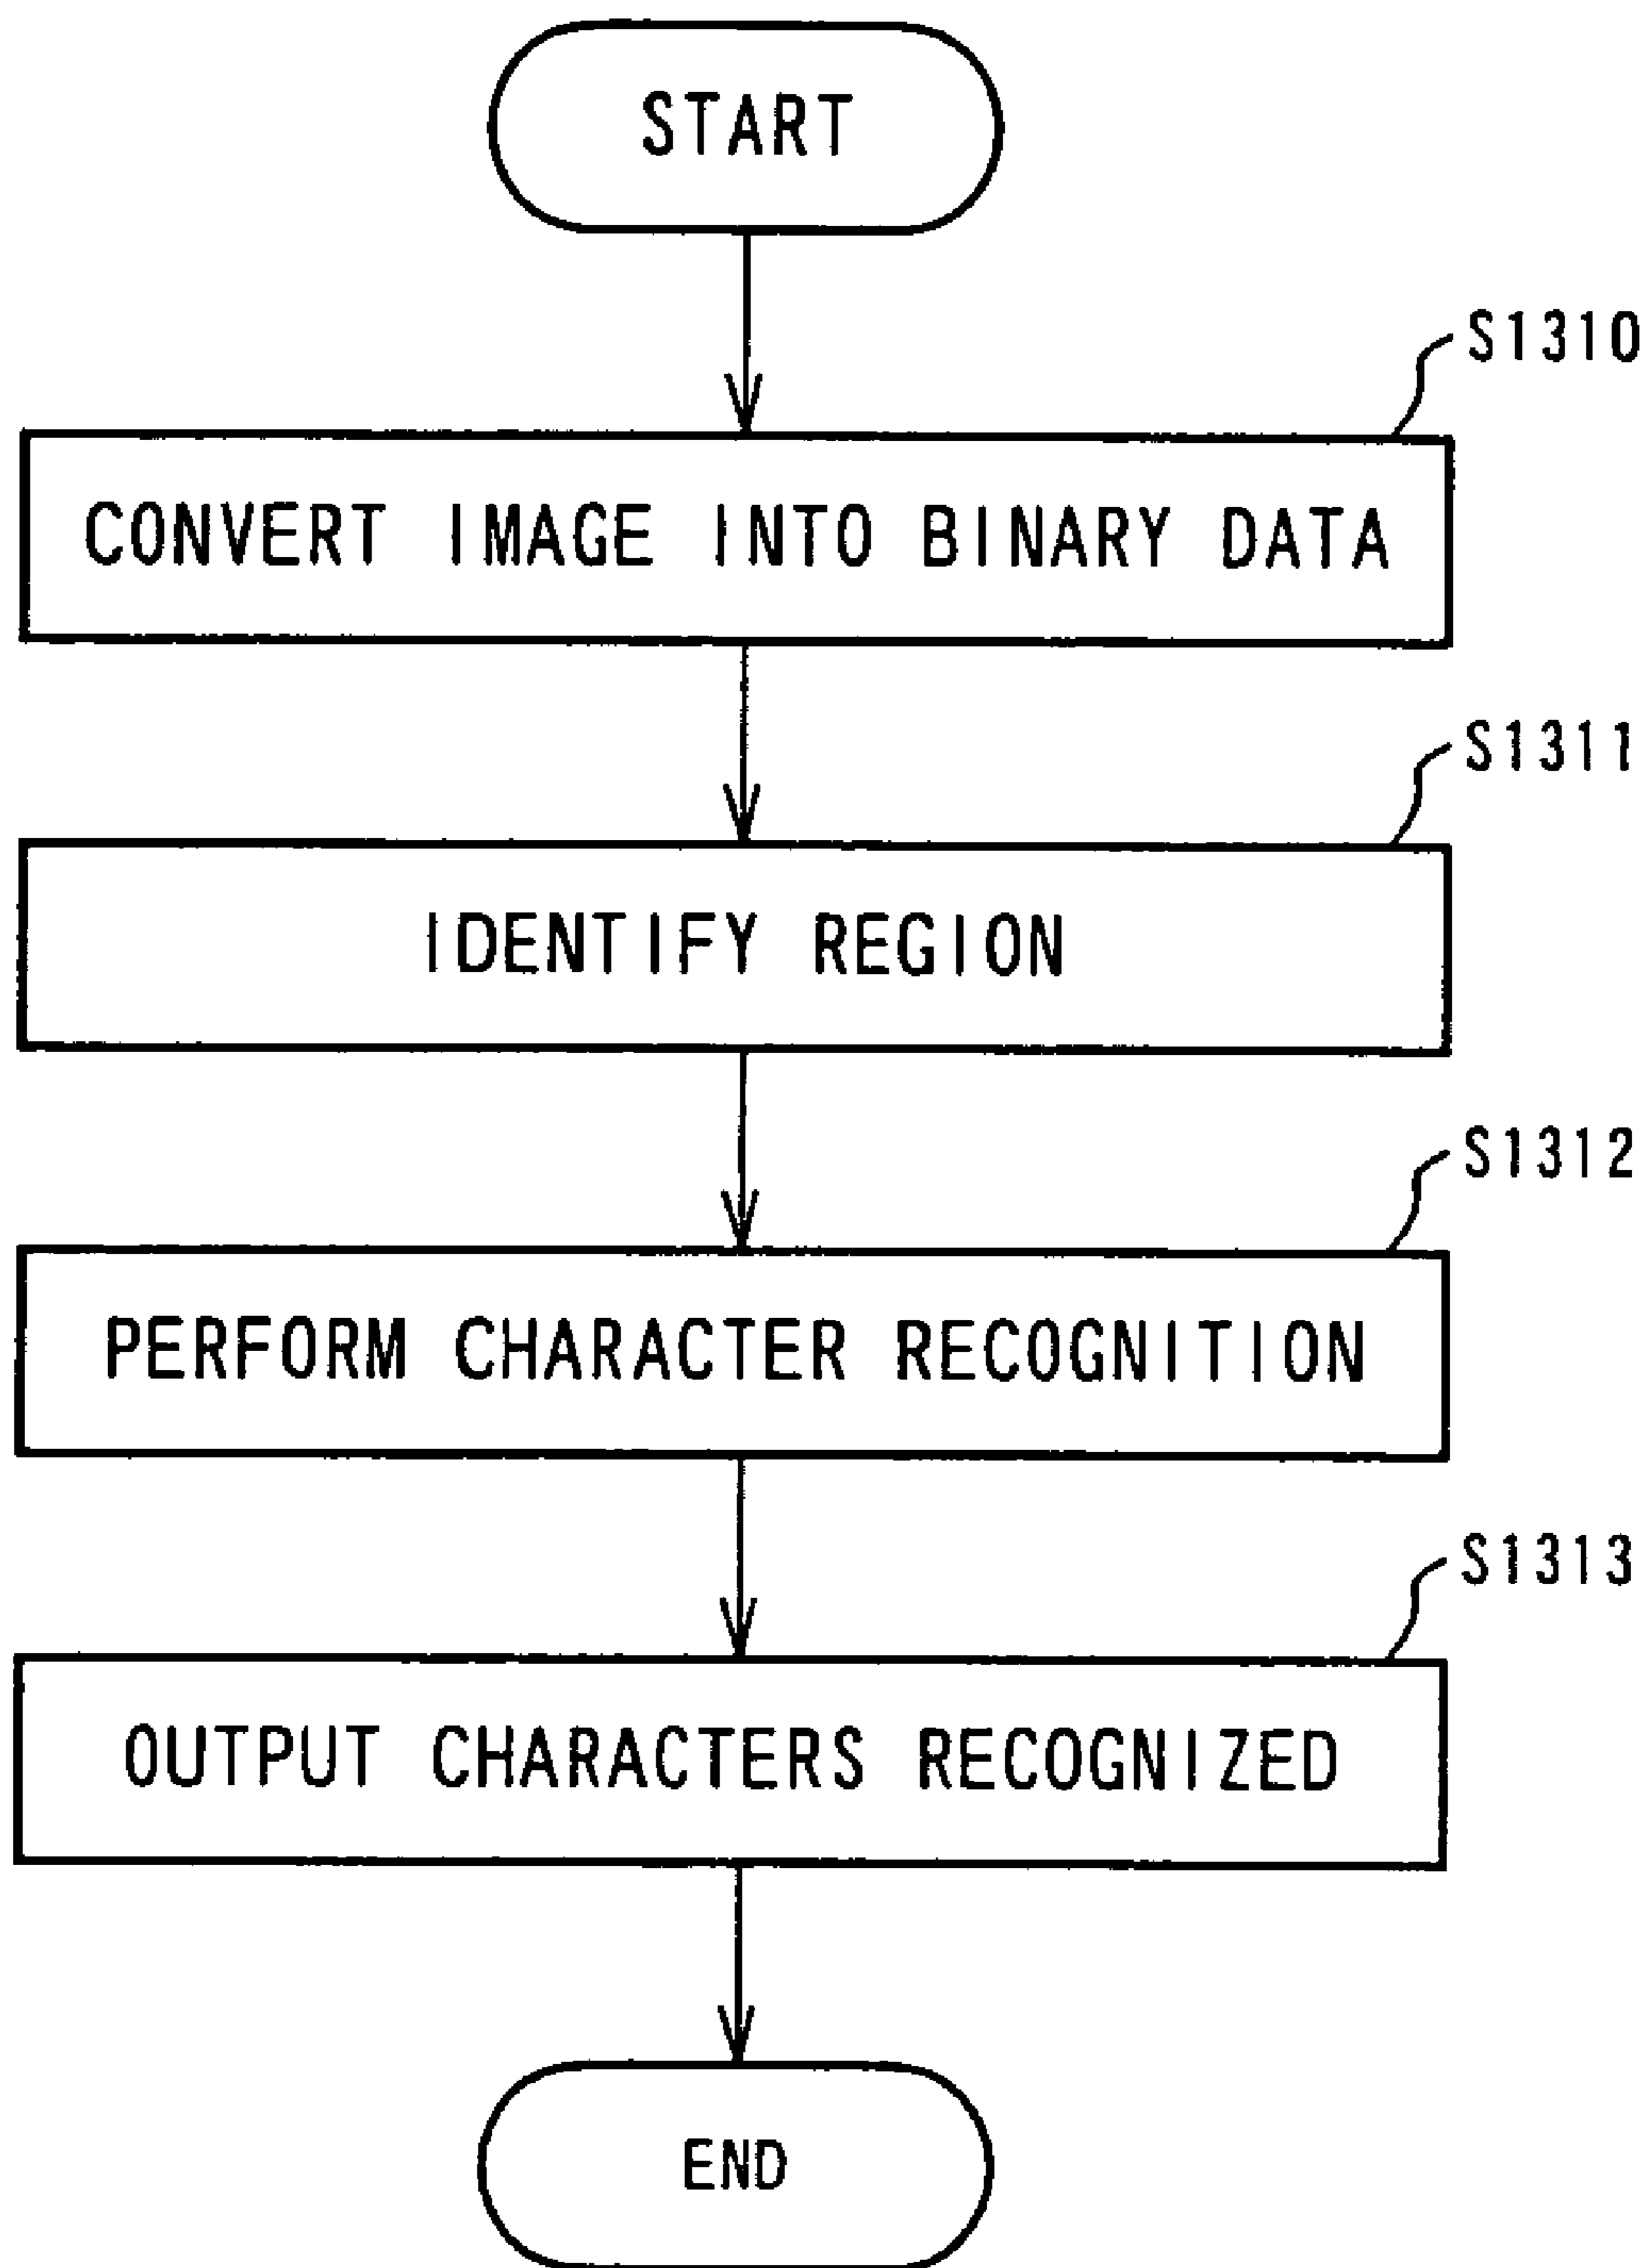 START
S1310
CONVERT IMAGE INTO BINARY DATA
S1311
IDENTIFY REGION
S1312
PERFORM CHARACTER RECOGNITION
S1313
OUTPUT CHARACTERS RECOGNIZED
END